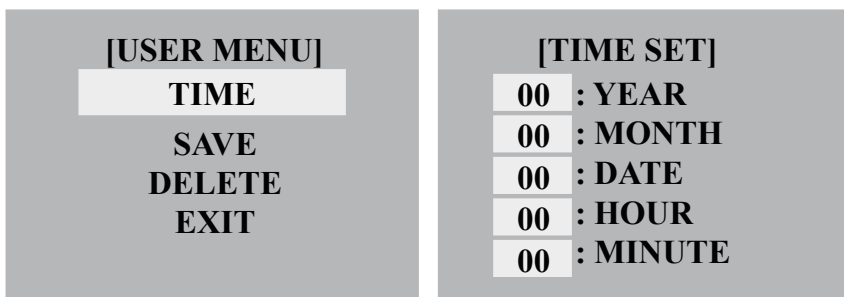 [USER MENU]
TIME
SAVE
DELETE
EXIT
[TIME SET]
00 : YEAR
00 : MONTH
00 : DATE
00 : HOUR
00 : MINUTE